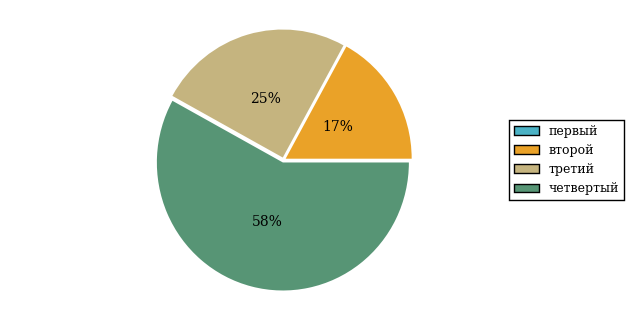 25%
17%
58%
первый
второй
третий
четвертый